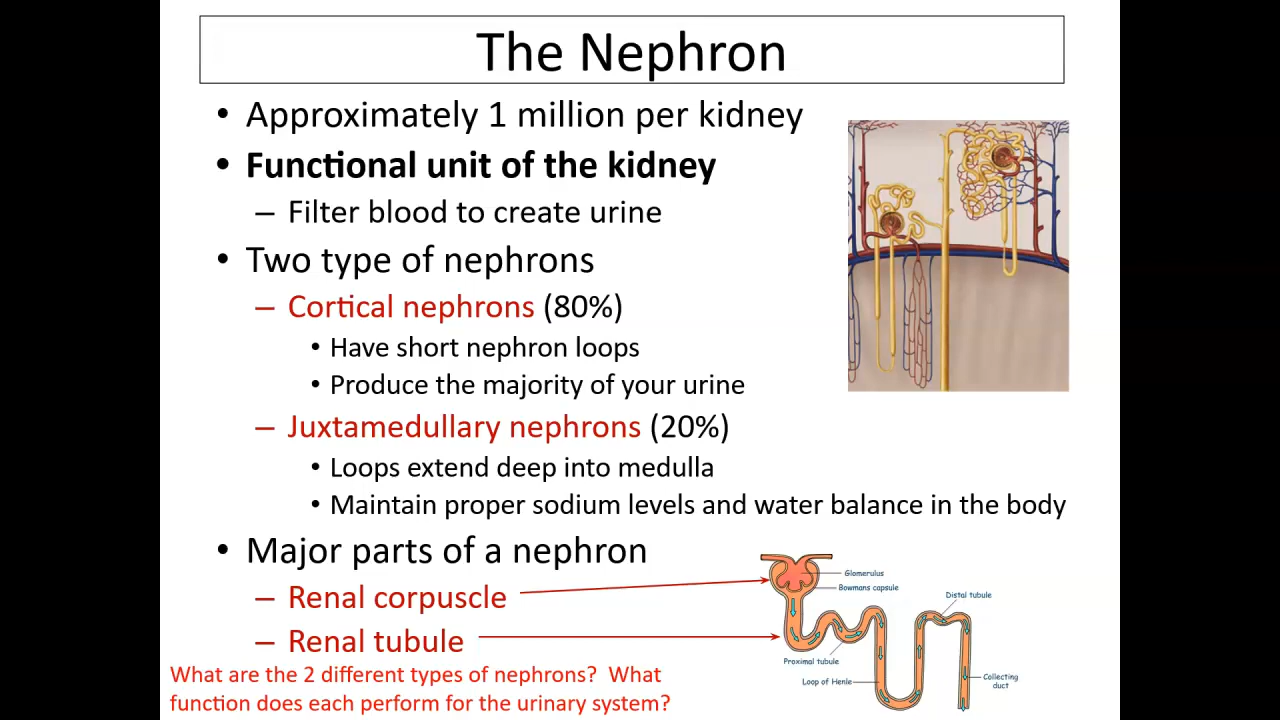 The Nephron
• Approximately 1 million per kidney
• Functional unit of the kidney
– Filter blood to create urine
• Two type of nephrons
– Cortical nephrons (80%)
• Have short nephron loops
• Produce the majority of your urine
– Juxtamedullary nephrons (20%)
• Loops extend deep into medulla
• Maintain proper sodium levels and water balance in the body
• Major parts of a nephron
– Renal corpuscle
– Renal tubule
What are the 2 different types of nephrons? What
function does each perform for the urinary system?
Glomerulus
Bowmans capsule
Distal tubule
Proximal tubule
Loop of Henle
Collecting
duct